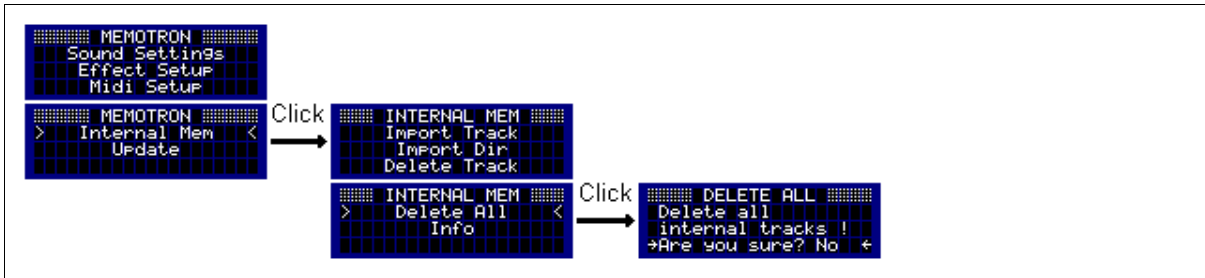 MEMOTRON
Sound Settings
Effect Setup
Midi Setup
MEMOTRON
> Internal Mem <
Update
Click
INTERNAL MEM
Import Track
Import Dir
Delete Track
INTERNAL MEM
> Delete All <
Info
Click
DELETE ALL
Delete all
internal tracks !
→Are you sure? No ←